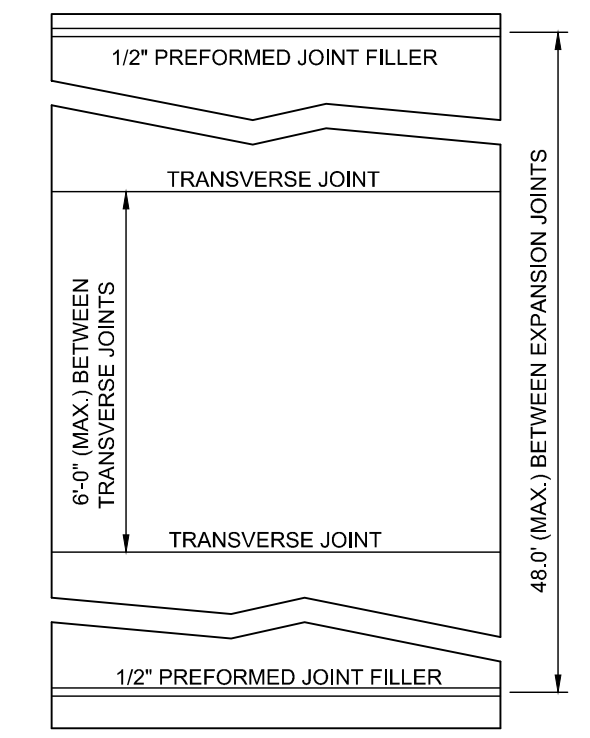 1/2" PREFORMED JOINT FILLER
TRANSVERSE JOINT
6'-0" (MAX.) BETWEEN
TRANSVERSE JOINTS
48.0' (MAX.) BETWEEN EXPANSION JOINTS
TRANSVERSE JOINT
1/2" PREFORMED JOINT FILLER